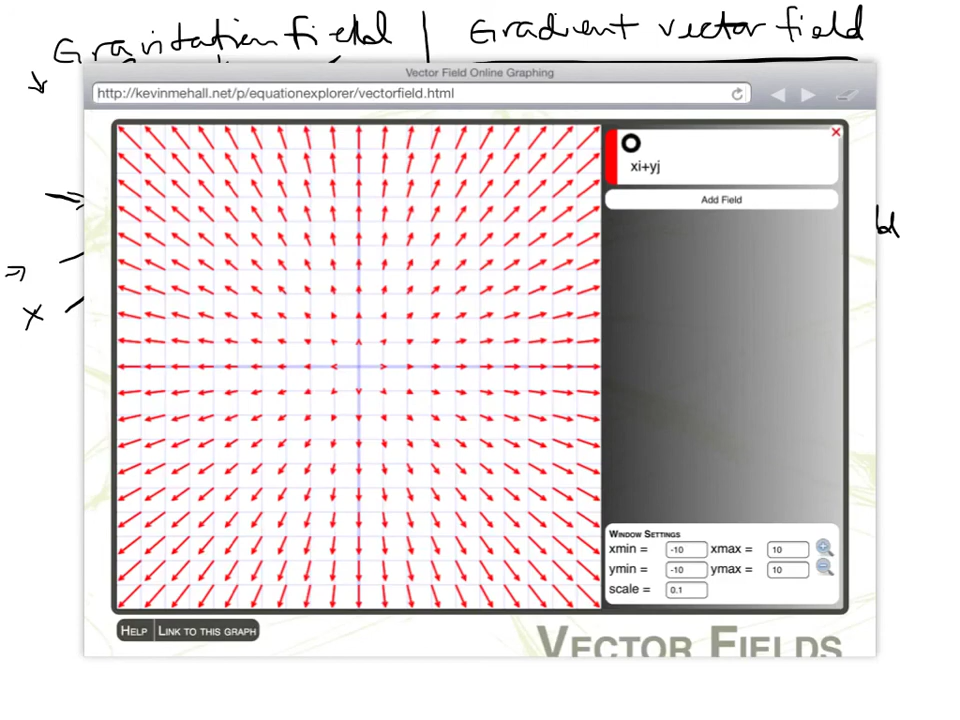 Gravitation field | Gradient vector field
Vector Field Online Graphing
http://kevinmehall.net/p/equationexplorer/vectorfield.html
xi+yj
Add Field
WINDOW SETTINGS
xmin = -10 xmax = 10
ymin = -10 ymax = 10
scale = 0.1
HELP LINK TO THIS GRAPH
VECTOR FIELDS
x